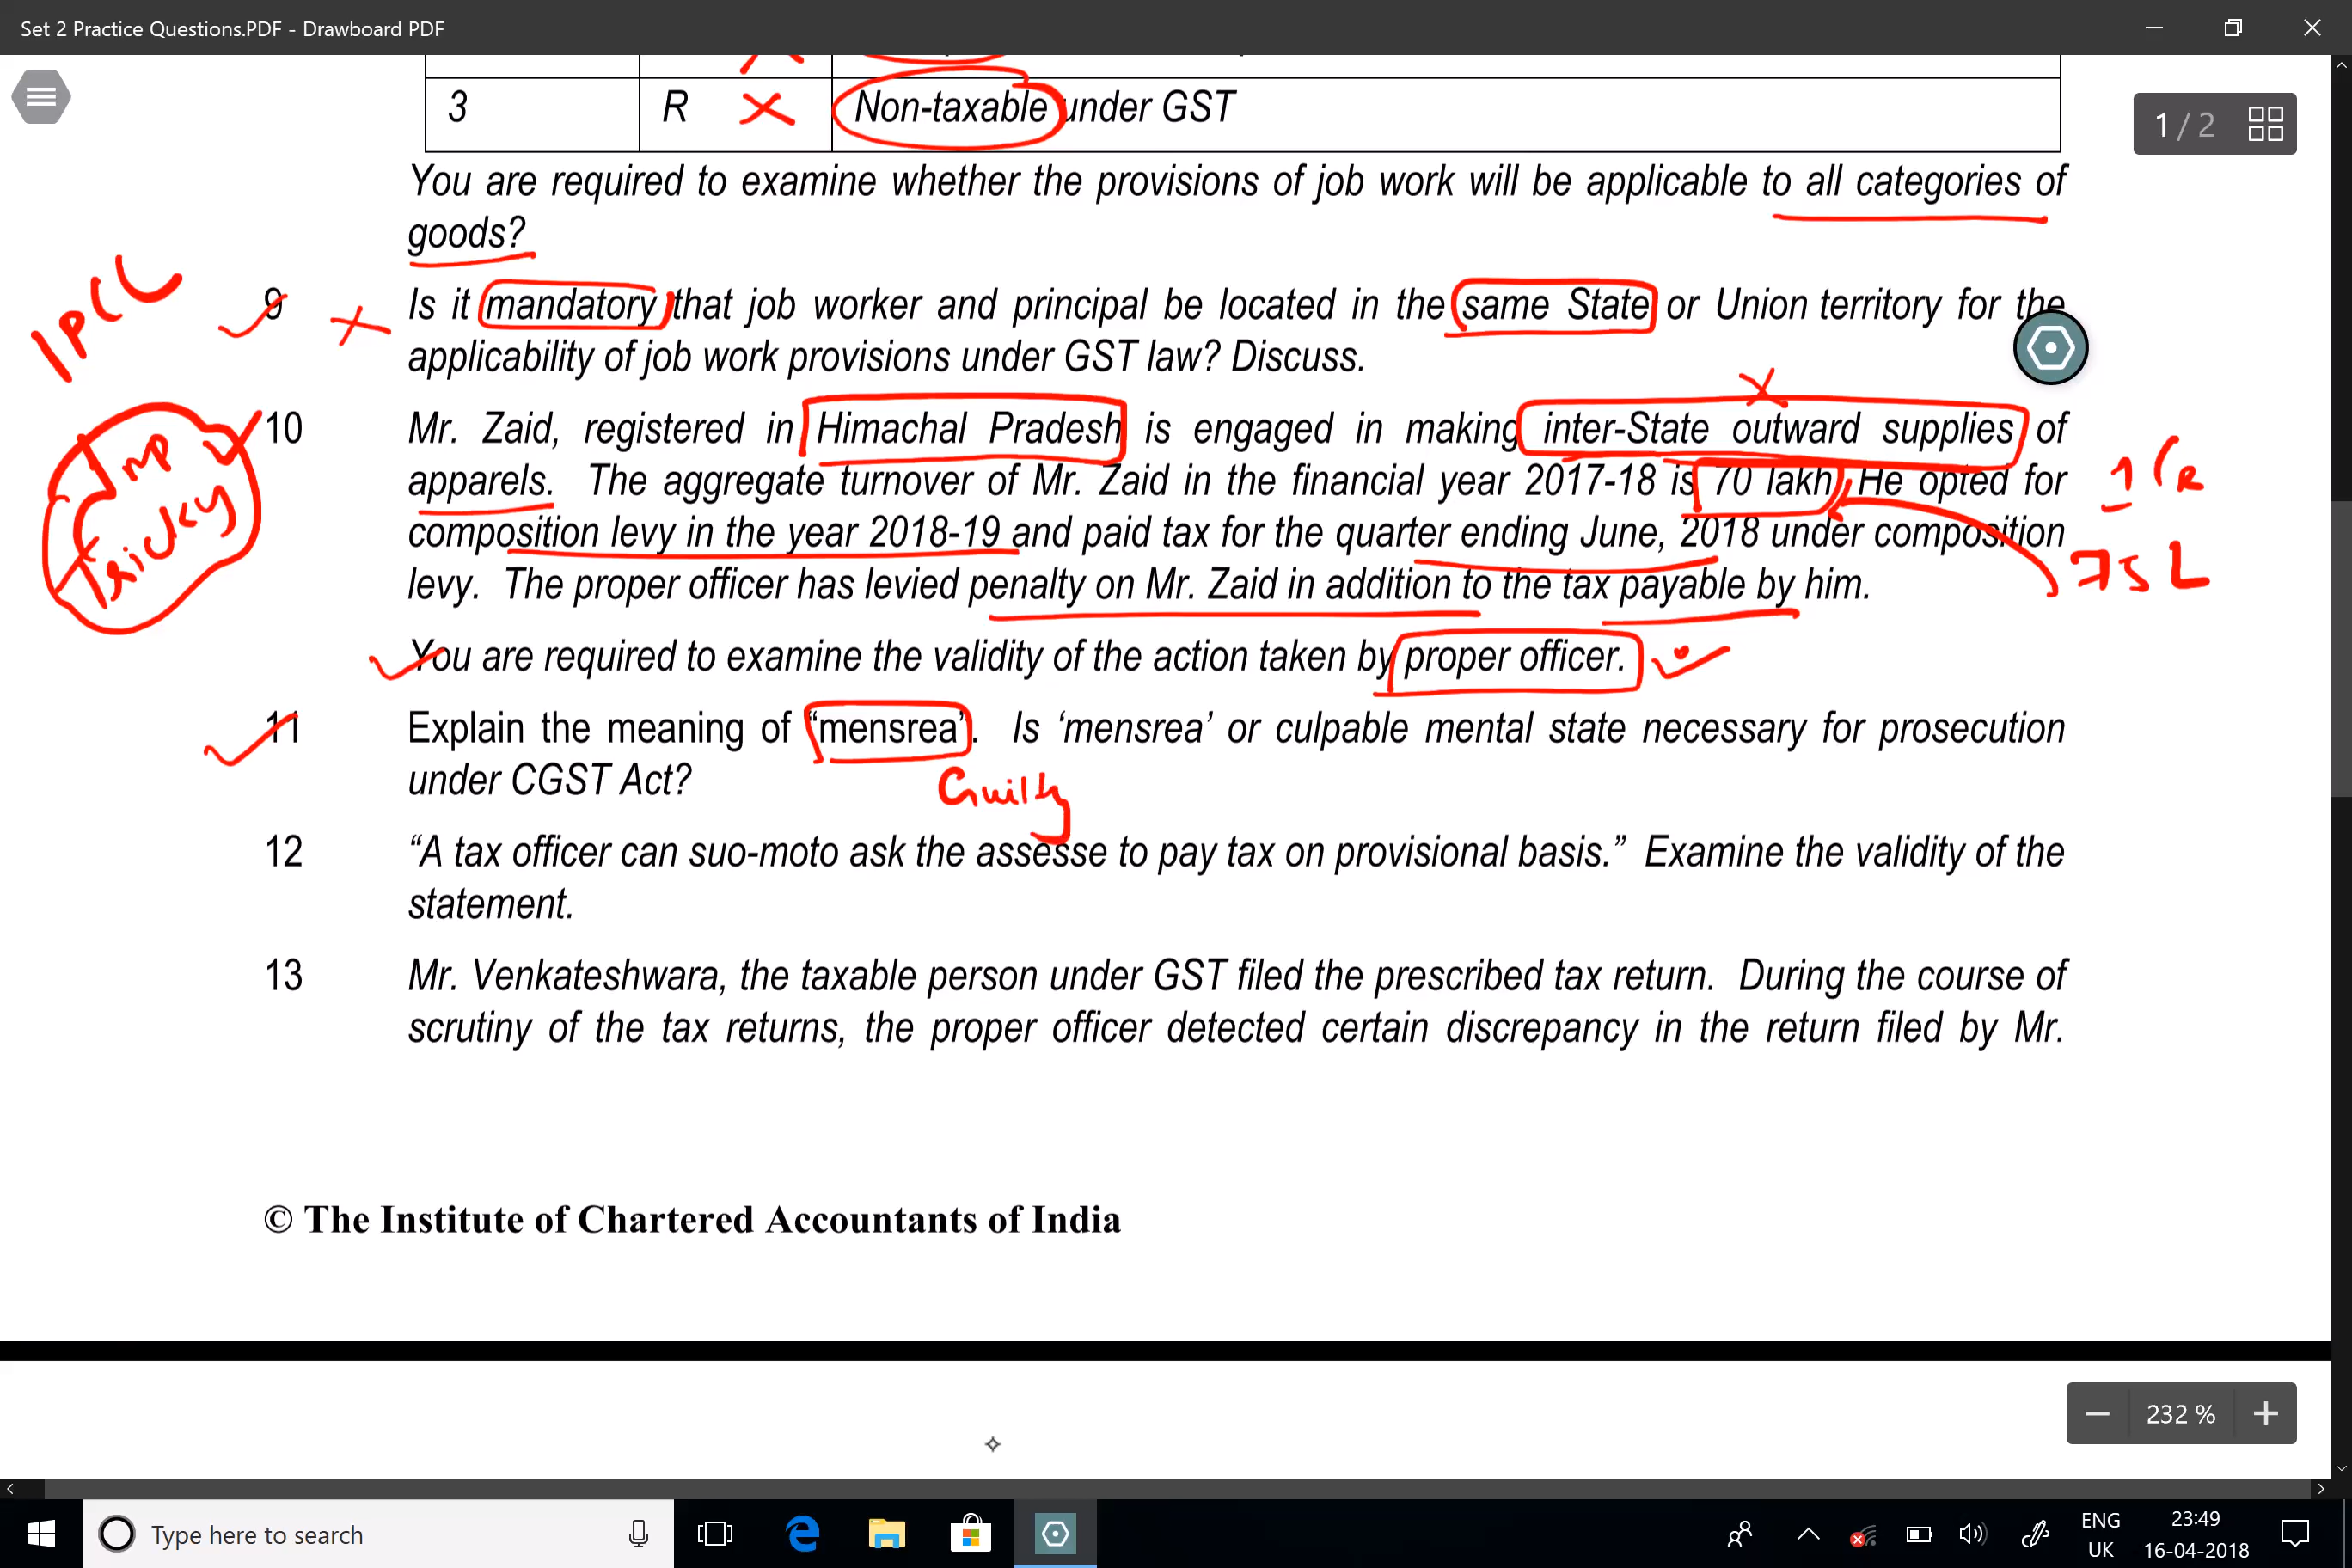 Set 2 Practice Questions.PDF - Drawboard PDF
1 / 2
3 R Non-taxable under GST
You are required to examine whether the provisions of job work will be applicable to all categories of
goods?
IPCC
9 Is it mandatory that job worker and principal be located in the same State or Union territory for the
applicability of job work provisions under GST law? Discuss.
10 Mr. Zaid, registered in Himachal Pradesh is engaged in making inter-State outward supplies of
apparels. The aggregate turnover of Mr. Zaid in the financial year 2017-18 is 70 lakh. He opted for
composition levy in the year 2018-19 and paid tax for the quarter ending June, 2018 under composition
levy. The proper officer has levied penalty on Mr. Zaid in addition to the tax payable by him.
Imp
Tricky
1 Cr
75 L
You are required to examine the validity of the action taken by proper officer.
11 Explain the meaning of “mensrea”. Is ‘mensrea’ or culpable mental state necessary for prosecution
under CGST Act?
Guilty
12 “A tax officer can suo-moto ask the assesse to pay tax on provisional basis.” Examine the validity of the
statement.
13 Mr. Venkateshwara, the taxable person under GST filed the prescribed tax return. During the course of
scrutiny of the tax returns, the proper officer detected certain discrepancy in the return filed by Mr.
© The Institute of Chartered Accountants of India
232 %
Type here to search
ENG
UK
23:49
16-04-2018